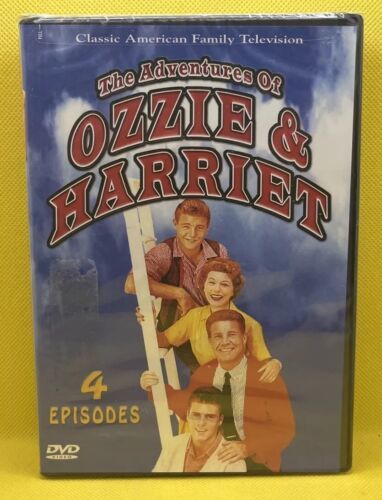 Classic American Family Television
The Adventures Of
OZZIE &
HARRIET
4
EPISODES
DVD
VIDEO